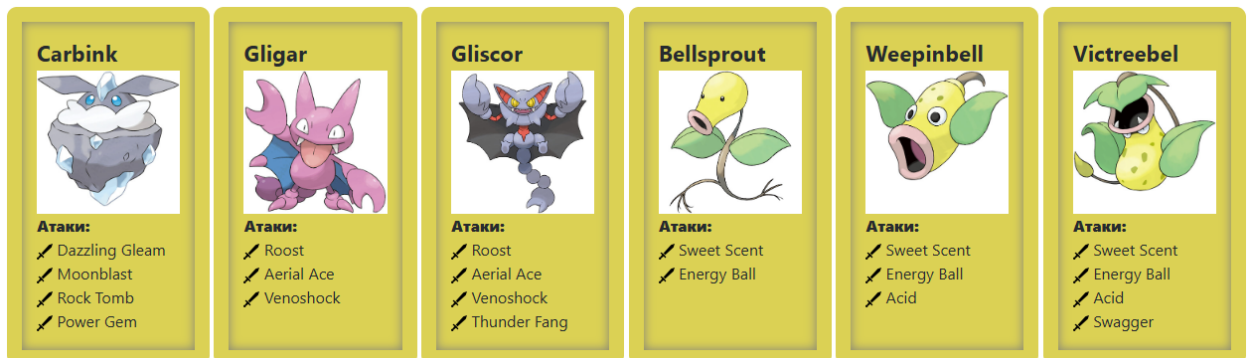 Carbink
Атаки:
Dazzling Gleam
Moonblast
Rock Tomb
Power Gem
Gligar
Атаки:
Roost
Aerial Ace
Venoshock
Gliscor
Атаки:
Roost
Aerial Ace
Venoshock
Thunder Fang
Bellsprout
Атаки:
Sweet Scent
Energy Ball
Weepinbell
Атаки:
Sweet Scent
Energy Ball
Acid
Victreebel
Атаки:
Sweet Scent
Energy Ball
Acid
Swagger